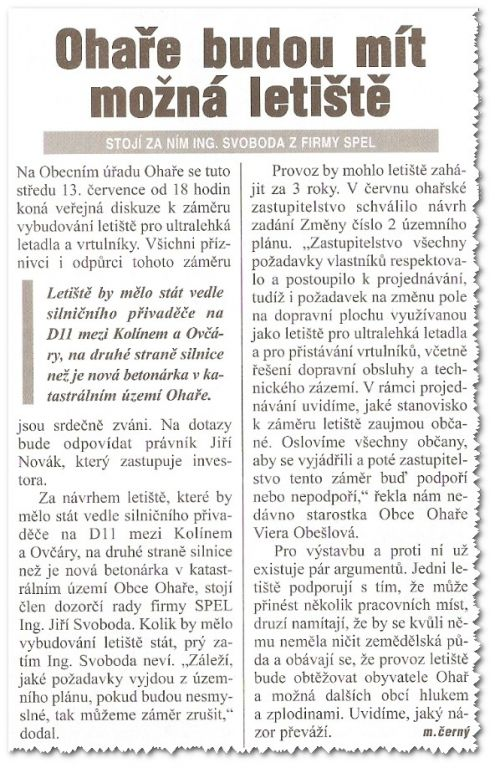 Ohaře budou mít
možná letiště
STOJÍ ZA NÍM ING. SVOBODA Z FIRMY SPEL
Na Obecním úřadu Ohaře se tuto
středu 13. července od 18 hodin
koná veřejná diskuze k záměru
vybudování letiště pro ultralehká
letadla a vrtulníky. Všichni příz-
nivci i odpůrci tohoto záměru
Letiště by mělo stát vedle
silničního přivaděče na
D11 mezi Kolínem a Ovčá-
ry, na druhé straně silnice
než je nová betonárka v ka-
tastrálním území Ohaře.
jsou srdečně zváni. Na dotazy
bude odpovídat právník Jiří
Novák, který zastupuje inves-
tora.
Za návrhem letiště, které by
mělo stát vedle silničního přiva-
děče na D11 mezi Kolínem
a Ovčáry, na druhé straně silnice
než je nová betonárka v katast-
rálním území Obce Ohaře, stojí
člen dozorčí rady firmy SPEL
Ing. Jiří Svoboda. Kolik by mělo
vybudování letiště stát, prý za-
tím Ing. Svoboda neví. „Záleží,
jaké požadavky vyjdou z územ-
ního plánu, pokud budou nesmy-
slné, tak můžeme záměr zrušit,“
dodal.
Provoz by mohlo letiště zahá-
jit za 3 roky. V červnu ohařské
zastupitelstvo schválilo návrh
zadání Změny číslo 2 územního
plánu. „Zastupitelstvo všechny
požadavky vlastníků respektova-
lo a postoupilo k projednávání,
tudíž i požadavek na změnu pole
na dopravní plochu využívanou
jako letiště pro ultralehká letadla
a pro přistávání vrtulníků, včetně
řešení dopravní obsluhy a tech-
nického zázemí. V rámci projed-
návání uvidíme, jaké stanovisko
k záměru letiště zaujmou obča-
né. Oslovíme všechny občany,
aby se vyjádřili a poté zastupitel-
stvo tento záměr buď podpoří
nebo nepodpoří,“ řekla nám ne-
dávno starostka Obce Ohaře
Viera Obešlová.
Pro výstavbu a proti ní už
existuje pár argumentů. Jedni le-
tiště podporují s tím, že může
přinést několik pracovních míst,
druzí namítají, že by se kvůli ně-
mu neměla ničit zemědělská pů-
da a obávají se, že provoz letiště
bude obtěžovat obyvatele Ohař
a možná dalších obcí hlukem
a zplodinami. Uvidíme, jaký ná-
zor převáží. m.černý